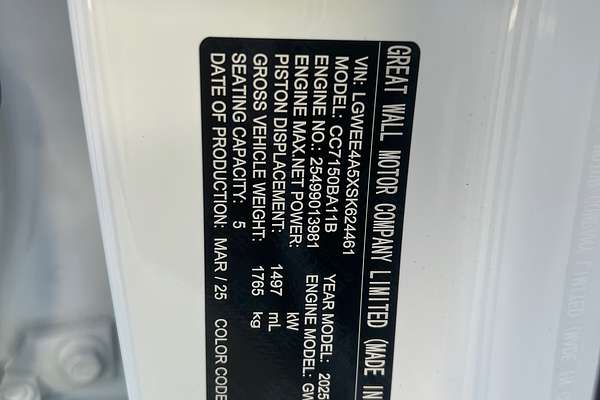 GREAT WALL MOTOR COMPANY LIMITED (MADE IN
VIN: LGWEE4A5XSK624461
MODEL: CC7150BA11B YEAR MODEL: 2025
ENGINE NO.: 25499013981 ENGINE MODEL: GW
ENGINE MAX.NET POWER: kW
PISTON DISPLACEMENT: 1497 mL
GROSS VEHICLE WEIGHT: 1765 kg
SEATING CAPACITY: 5
DATE OF PRODUCTION: MAR / 25 COLOR CODE